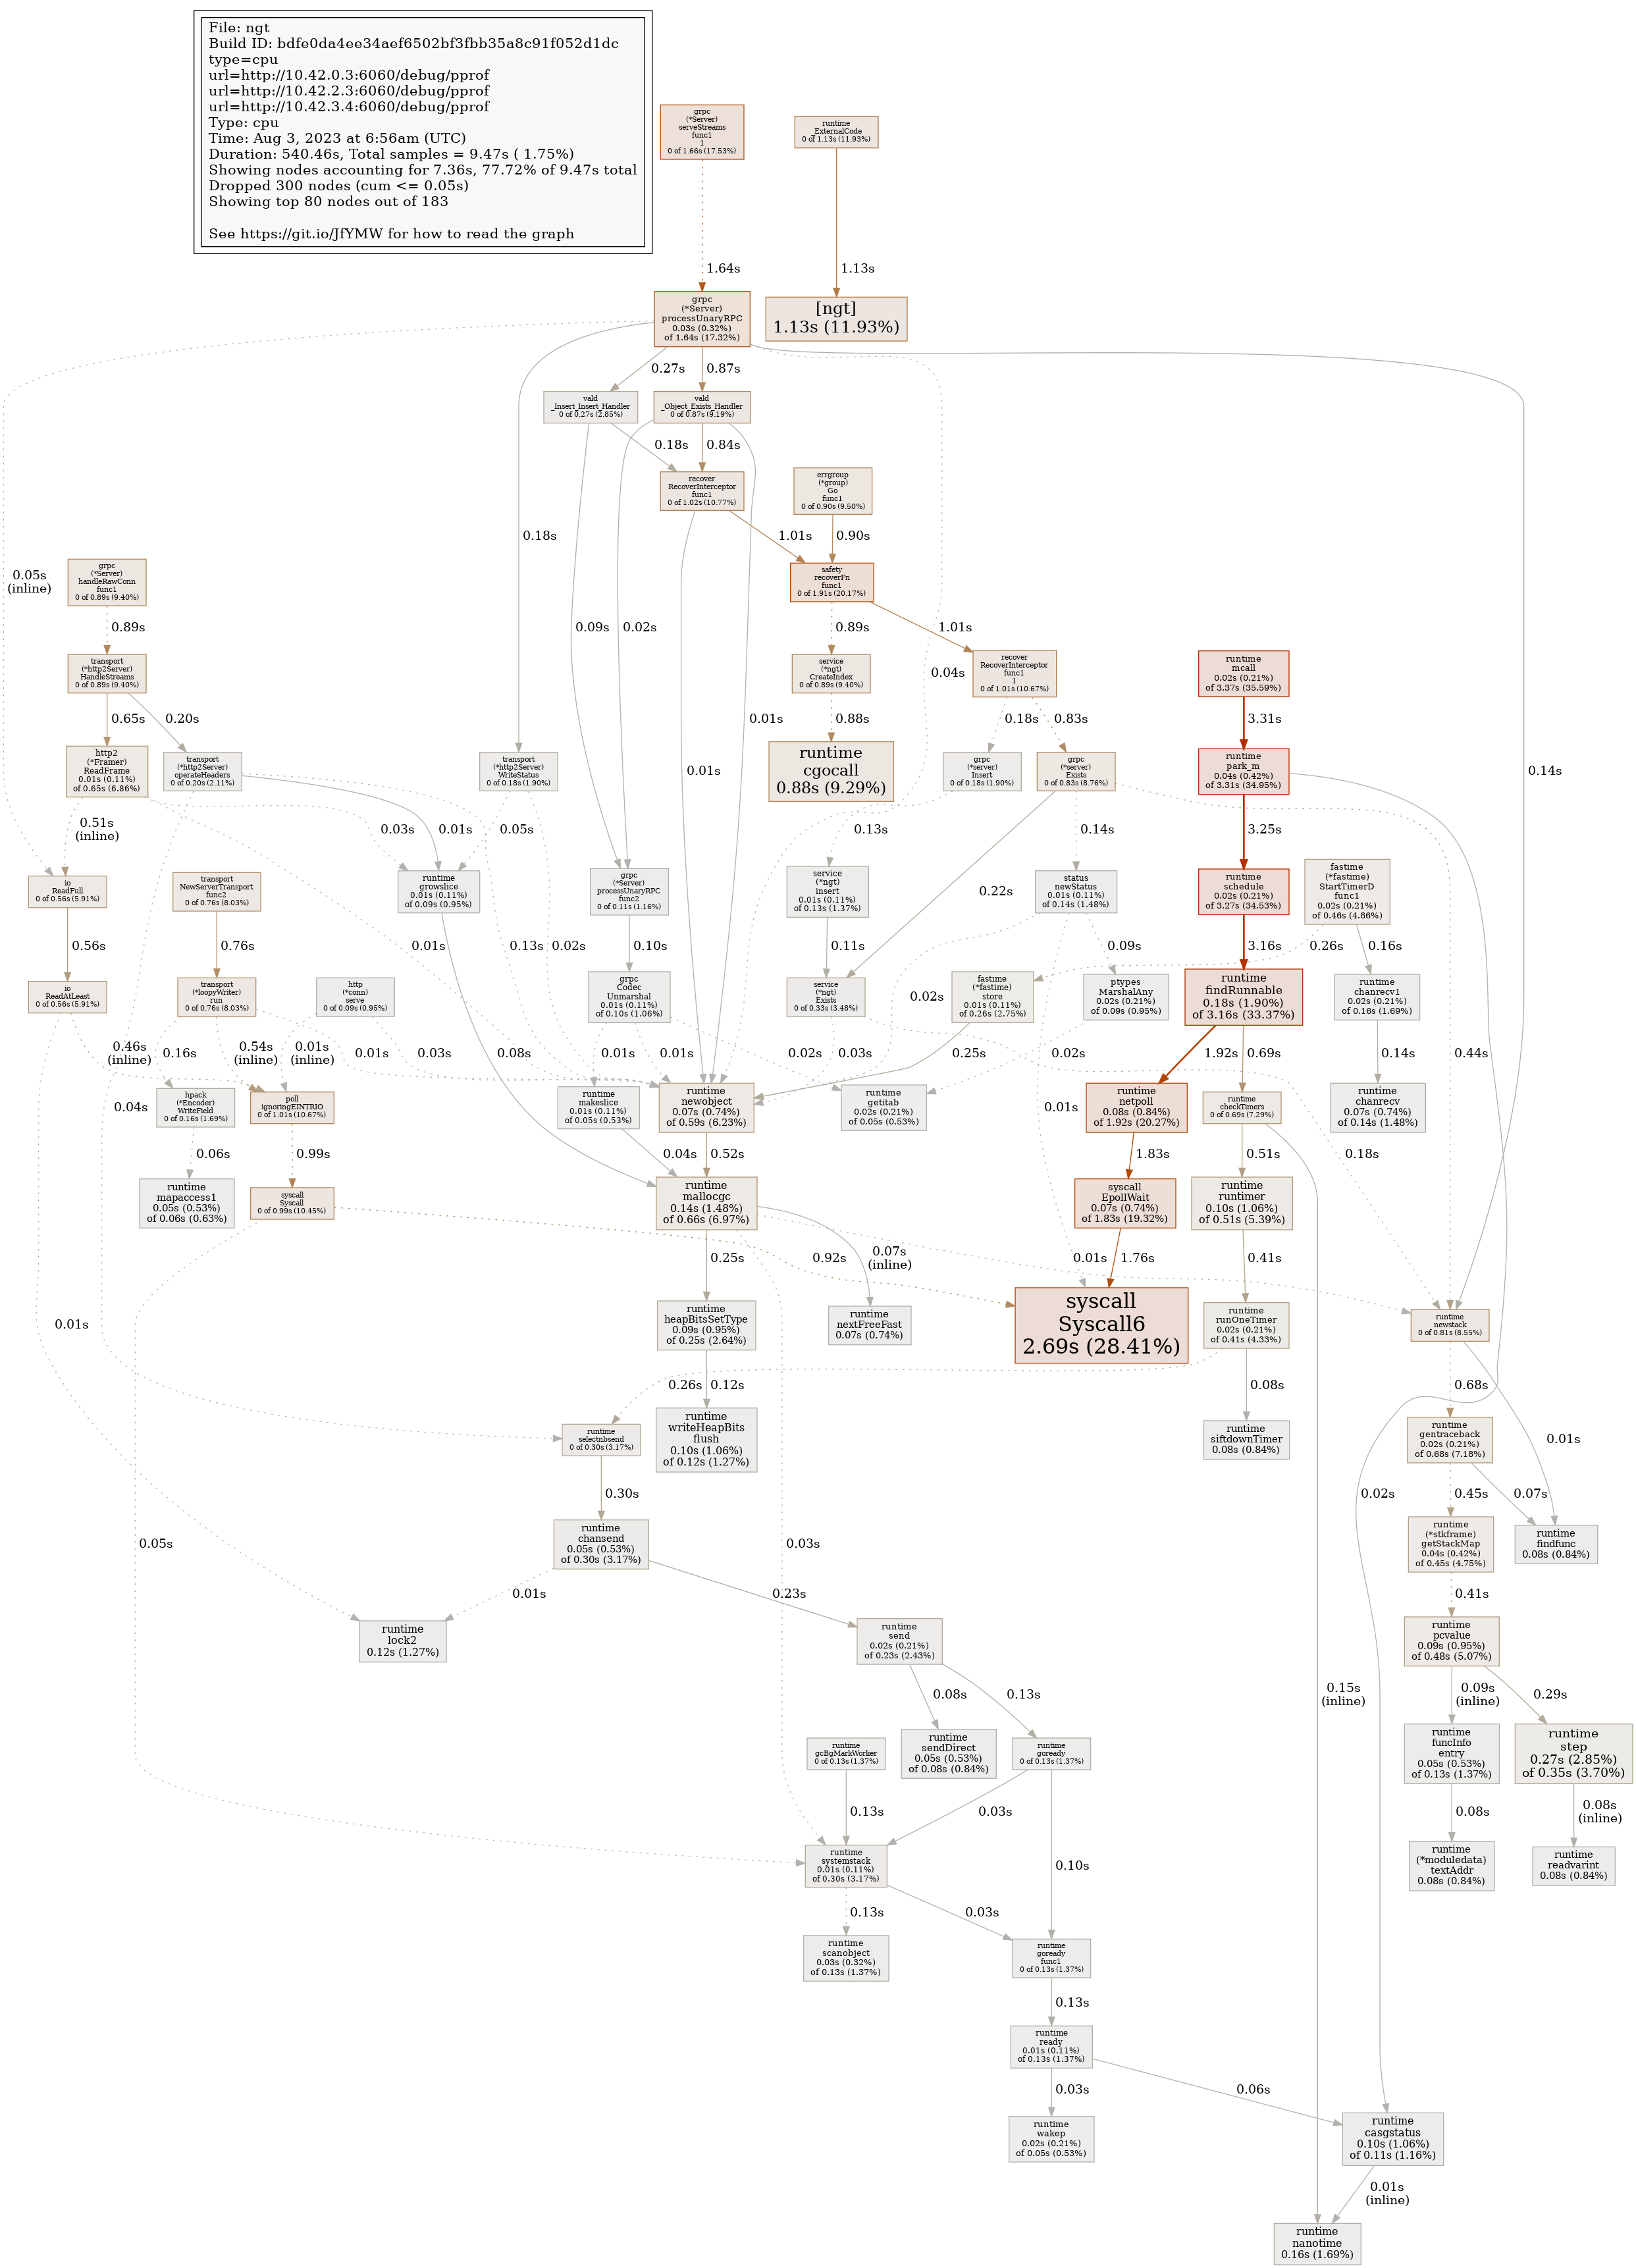 File: ngt
Build ID: bdfe0da4ee34aef6502bf3fbb35a8c91f052d1dc
type=cpu
url=http://10.42.0.3:6060/debug/pprof
url=http://10.42.2.3:6060/debug/pprof
url=http://10.42.3.4:6060/debug/pprof
Type: cpu
Time: Aug 3, 2023 at 6:56am (UTC)
Duration: 540.46s, Total samples = 9.47s ( 1.75%)
Showing nodes accounting for 7.36s, 77.72% of 9.47s total
Dropped 300 nodes (cum <= 0.05s)
Showing top 80 nodes out of 183
See https://git.io/JfYMW for how to read the graph
grpc
(*Server)
serveStreams
func1
1
0 of 1.66s (17.53%)
runtime
_ExternalCode
0 of 1.13s (11.93%)
1.64s
1.13s
grpc
(*Server)
processUnaryRPC
0.03s (0.32%)
of 1.64s (17.32%)
[ngt]
1.13s (11.93%)
0.27s
0.87s
vald
_Insert_Insert_Handler
0 of 0.27s (2.85%)
vald
_Object_Exists_Handler
0 of 0.87s (9.19%)
0.18s
0.84s
recover
RecoverInterceptor
func1
0 of 1.02s (10.77%)
errgroup
(*group)
Go
func1
0 of 0.90s (9.50%)
0.18s
1.01s
0.90s
0.05s
(inline)
grpc
(*Server)
handleRawConn
func1
0 of 0.89s (9.40%)
safety
recoverFn
func1
0 of 1.91s (20.17%)
0.89s
0.09s
0.02s
0.89s
1.01s
transport
(*http2Server)
HandleStreams
0 of 0.89s (9.40%)
service
(*ngt)
CreateIndex
0 of 0.89s (9.40%)
0.04s
recover
RecoverInterceptor
func1
1
0 of 1.01s (10.67%)
runtime
mcall
0.02s (0.21%)
of 3.37s (35.59%)
0.65s
0.20s
0.01s
0.88s
0.18s
0.83s
3.31s
http2
(*Framer)
ReadFrame
0.01s (0.11%)
of 0.65s (6.86%)
transport
(*http2Server)
operateHeaders
0 of 0.20s (2.11%)
transport
(*http2Server)
WriteStatus
0 of 0.18s (1.90%)
0.01s
runtime
cgocall
0.88s (9.29%)
grpc
(*server)
Insert
0 of 0.18s (1.90%)
grpc
(*server)
Exists
0 of 0.83s (8.76%)
runtime
park_m
0.04s (0.42%)
of 3.31s (34.95%)
0.14s
0.51s
(inline)
0.03s
0.01s
0.05s
0.13s
0.14s
3.25s
io
ReadFull
0 of 0.56s (5.91%)
transport
NewServerTransport
func2
0 of 0.76s (8.03%)
runtime
growslice
0.01s (0.11%)
of 0.09s (0.95%)
grpc
(*Server)
processUnaryRPC
func2
0 of 0.11s (1.16%)
service
(*ngt)
insert
0.01s (0.11%)
of 0.13s (1.37%)
0.22s
status
newStatus
0.01s (0.11%)
of 0.14s (1.48%)
runtime
schedule
0.02s (0.21%)
of 3.27s (34.53%)
fastime
(*fastime)
StartTimerD
func1
0.02s (0.21%)
of 0.46s (4.86%)
0.56s
0.76s
0.01s
0.13s
0.02s
0.10s
0.11s
0.09s
3.16s
0.26s
0.16s
0.44s
io
ReadAtLeast
0 of 0.56s (5.91%)
transport
(*loopyWriter)
run
0 of 0.76s (8.03%)
http
(*conn)
serve
0 of 0.09s (0.95%)
grpc
Codec
Unmarshal
0.01s (0.11%)
of 0.10s (1.06%)
service
(*ngt)
Exists
0 of 0.33s (3.48%)
0.02s
fastime
(*fastime)
store
0.01s (0.11%)
of 0.26s (2.75%)
ptypes
MarshalAny
0.02s (0.21%)
of 0.09s (0.95%)
runtime
findRunnable
0.18s (1.90%)
of 3.16s (33.37%)
runtime
chanrecv1
0.02s (0.21%)
of 0.16s (1.69%)
0.46s
(inline)
0.16s
0.54s
(inline)
0.01s
(inline)
0.01s
0.03s
0.08s
0.01s
0.01s
0.02s
0.03s
0.25s
0.02s
1.92s
0.69s
0.14s
0.04s
hpack
(*Encoder)
WriteField
0 of 0.16s (1.69%)
poll
ignoringEINTRIO
0 of 1.01s (10.67%)
runtime
makeslice
0.01s (0.11%)
of 0.05s (0.53%)
runtime
newobject
0.07s (0.74%)
of 0.59s (6.23%)
runtime
getitab
0.02s (0.21%)
of 0.05s (0.53%)
0.01s
runtime
netpoll
0.08s (0.84%)
of 1.92s (20.27%)
runtime
checkTimers
0 of 0.69s (7.29%)
runtime
chanrecv
0.07s (0.74%)
of 0.14s (1.48%)
0.06s
0.99s
0.04s
0.52s
1.83s
0.51s
0.18s
runtime
mapaccess1
0.05s (0.53%)
of 0.06s (0.63%)
syscall
Syscall
0 of 0.99s (10.45%)
runtime
mallocgc
0.14s (1.48%)
of 0.66s (6.97%)
syscall
EpollWait
0.07s (0.74%)
of 1.83s (19.32%)
runtime
runtimer
0.10s (1.06%)
of 0.51s (5.39%)
0.25s
0.92s
0.07s
(inline)
0.01s
1.76s
0.41s
0.01s
runtime
heapBitsSetType
0.09s (0.95%)
of 0.25s (2.64%)
runtime
nextFreeFast
0.07s (0.74%)
syscall
Syscall6
2.69s (28.41%)
runtime
runOneTimer
0.02s (0.21%)
of 0.41s (4.33%)
runtime
newstack
0 of 0.81s (8.55%)
0.26s
0.12s
0.08s
0.68s
runtime
selectnbsend
0 of 0.30s (3.17%)
runtime
writeHeapBits
flush
0.10s (1.06%)
of 0.12s (1.27%)
runtime
siftdownTimer
0.08s (0.84%)
runtime
gentraceback
0.02s (0.21%)
of 0.68s (7.18%)
0.01s
0.30s
0.02s
0.45s
0.07s
0.05s
runtime
chansend
0.05s (0.53%)
of 0.30s (3.17%)
0.03s
runtime
(*stkframe)
getStackMap
0.04s (0.42%)
of 0.45s (4.75%)
runtime
findfunc
0.08s (0.84%)
0.01s
0.23s
0.41s
runtime
lock2
0.12s (1.27%)
runtime
send
0.02s (0.21%)
of 0.23s (2.43%)
runtime
pcvalue
0.09s (0.95%)
of 0.48s (5.07%)
0.08s
0.13s
0.15s
(inline)
0.09s
(inline)
0.29s
runtime
gcBgMarkWorker
0 of 0.13s (1.37%)
runtime
sendDirect
0.05s (0.53%)
of 0.08s (0.84%)
runtime
goready
0 of 0.13s (1.37%)
runtime
funcInfo
entry
0.05s (0.53%)
of 0.13s (1.37%)
runtime
step
0.27s (2.85%)
of 0.35s (3.70%)
0.13s
0.03s
0.08s
0.08s
(inline)
runtime
systemstack
0.01s (0.11%)
of 0.30s (3.17%)
0.10s
runtime
(*moduledata)
textAddr
0.08s (0.84%)
runtime
readvarint
0.08s (0.84%)
0.13s
0.03s
runtime
scanobject
0.03s (0.32%)
of 0.13s (1.37%)
runtime
goready
func1
0 of 0.13s (1.37%)
0.13s
runtime
ready
0.01s (0.11%)
of 0.13s (1.37%)
0.03s
0.06s
runtime
wakep
0.02s (0.21%)
of 0.05s (0.53%)
runtime
casgstatus
0.10s (1.06%)
of 0.11s (1.16%)
0.01s
(inline)
runtime
nanotime
0.16s (1.69%)